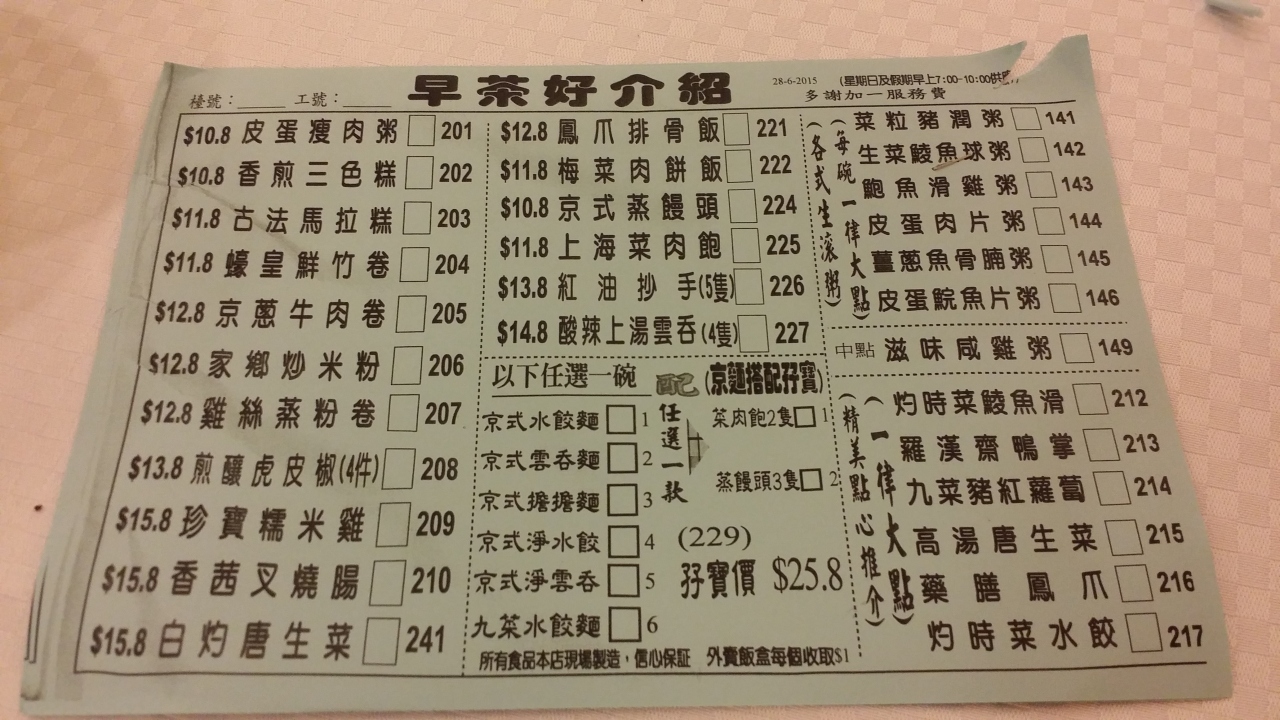 檯號：_____ 工號：_____ 早茶好介紹 28-6-2015 (星期日及假期早上7:00-10:00供應)
多謝加一服務費
$10.8 皮蛋瘦肉粥 201
$10.8 香煎三色糕 202
$11.8 古法馬拉糕 203
$11.8 蠔皇鮮竹卷 204
$12.8 京蔥牛肉卷 205
$12.8 家鄉炒米粉 206
$12.8 雞絲蒸粉卷 207
$13.8 煎釀虎皮椒(4件) 208
$15.8 珍寶糯米雞 209
$15.8 香茜叉燒腸 210
$15.8 白灼唐生菜 241
$12.8 鳳爪排骨飯 221
$11.8 梅菜肉餅飯 222
$10.8 京式蒸饅頭 224
$11.8 上海菜肉飽 225
$13.8 紅油抄手(5隻) 226
$14.8 酸辣上湯雲吞(4隻) 227
以下任選一碗 配 (京麵搭配孖寶)
京式水餃麵 1
京式雲吞麵 2
京式擔擔麵 3
京式淨水餃 4
京式淨雲吞 5
九菜水餃麵 6
任選一款
菜肉飽2隻 1
蒸饅頭3隻 2
(229)
孖寶價 $25.8
所有食品本店現場製造，信心保証 外賣飯盒每個收取$1
(各式生滾粥)
(每碗一律大點)
菜粒豬潤粥 141
生菜鯪魚球粥 142
鮑魚滑雞粥 143
皮蛋肉片粥 144
薑蔥魚骨腩粥 145
皮蛋鯇魚片粥 146
中點 滋味咸雞粥 149
(精美點心推介)
(一律大點)
灼時菜鯪魚滑 212
羅漢齋鴨掌 213
九菜豬紅蘿蔔 214
高湯唐生菜 215
藥膳鳳爪 216
灼時菜水餃 217